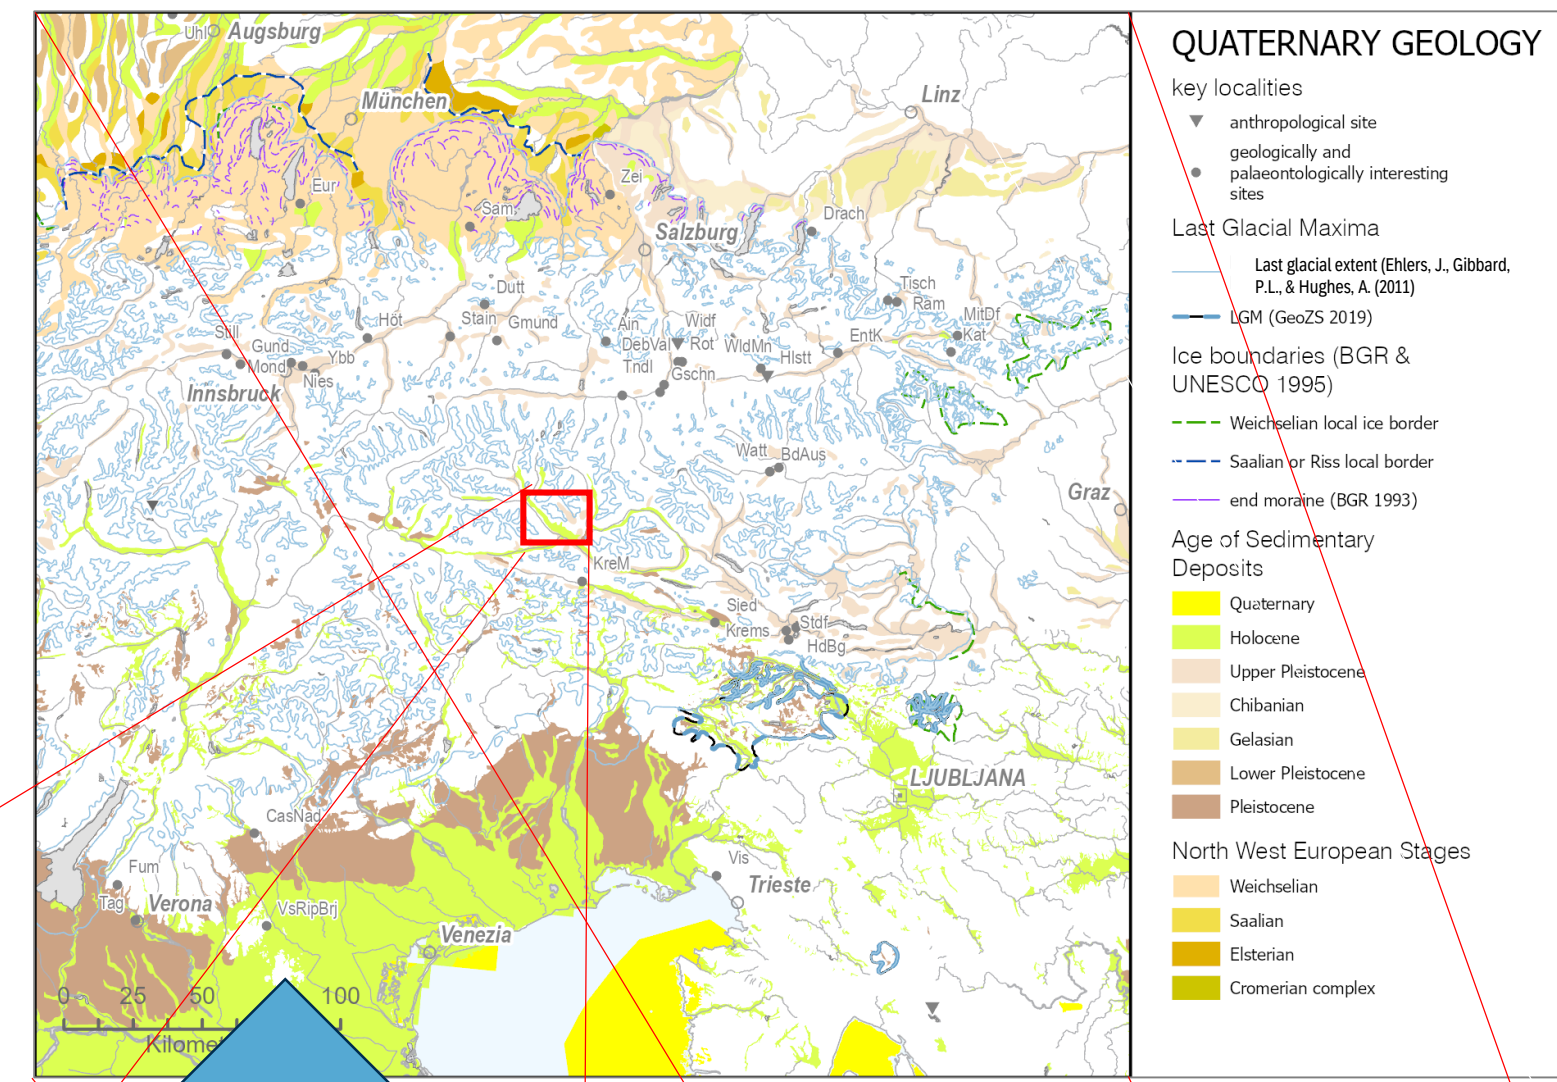 Uhl
Augsburg
München
Linz
Eur
Zei
Sam
Salzburg
Drach
Dutt
Tisch
Ram
Stain
Gmund
Höt
Ain
Widf
MitDf
Still
Gund
DebVal
Rot
WldMn
EntK
Kat
Mond
Ybb
Tndl
Hlstt
Nies
Gschn
Innsbruck
Watt
BdAus
Graz
KreM
Sied
Krems
Stdf
HdBg
LJUBLJANA
CasNad
Vis
Fum
Trieste
Tag
Verona
VsRipBrj
Venezia
0 25 50 100
Kilomet
QUATERNARY GEOLOGY
key localities
anthropological site
geologically and
palaeontologically interesting
sites
Last Glacial Maxima
Last glacial extent (Ehlers, J., Gibbard,
P.L., & Hughes, A. (2011)
LGM (GeoZS 2019)
Ice boundaries (BGR &
UNESCO 1995)
Weichselian local ice border
Saalian or Riss local border
end moraine (BGR 1993)
Age of Sedimentary
Deposits
Quaternary
Holocene
Upper Pleistocene
Chibanian
Gelasian
Lower Pleistocene
Pleistocene
North West European Stages
Weichselian
Saalian
Elsterian
Cromerian complex